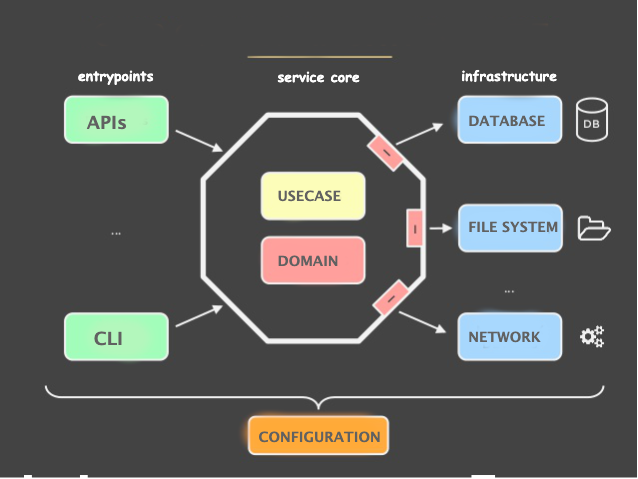 entrypoints
service core
infrastructure
APIs
DATABASE
DB
USECASE
...
FILE SYSTEM
DOMAIN
...
CLI
NETWORK
CONFIGURATION